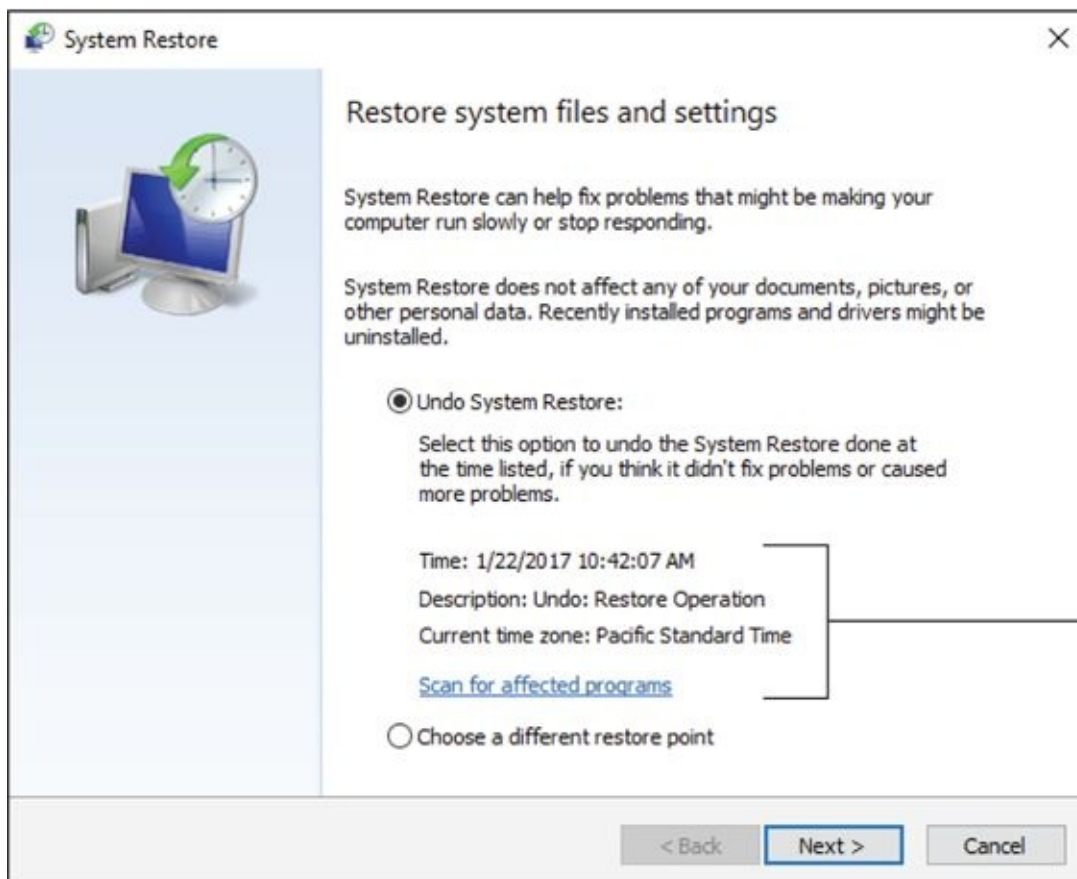 System Restore
Restore system files and settings
System Restore can help fix problems that might be making your
computer run slowly or stop responding.
System Restore does not affect any of your documents, pictures, or
other personal data. Recently installed programs and drivers might be
uninstalled.
Undo System Restore:
Select this option to undo the System Restore done at
the time listed, if you think it didn't fix problems or caused
more problems.
Time: 1/22/2017 10:42:07 AM
Description: Undo: Restore Operation
Current time zone: Pacific Standard Time
Scan for affected programs
Choose a different restore point
< Back Next > Cancel